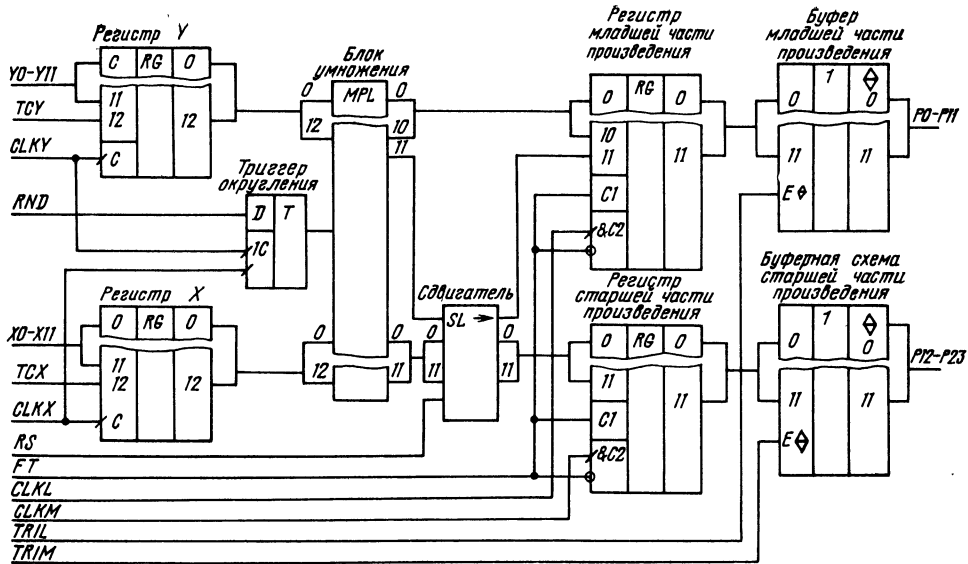 Регистр Y
C RG 0
11
12 12
C
Y0-Y11
TCY
CLKY
RND
Триггер
округления
D T
1C
Регистр X
0 RG 0
11
12 12
C
X0-X11
TCX
CLKX
RS
FT
CLKL
CLKM
TRIL
TRIM
Блок
умножения
0 MPL 0
12 10
11
0 0
12 11
Сдвигатель
0 SL → 0
11 11
Регистр
младшей части
произведения
0 RG 0
10
11 11
C1
&C2
Регистр
старшей части
произведения
0 RG 0
11 11
C1
&C2
Буфер
младшей части
произведения
0 1 ◇ 0
11 11
E ◇
P0-P11
Буферная схема
старшей части
произведения
0 1 ◇ 0
11 11
E ◇
P12-P23